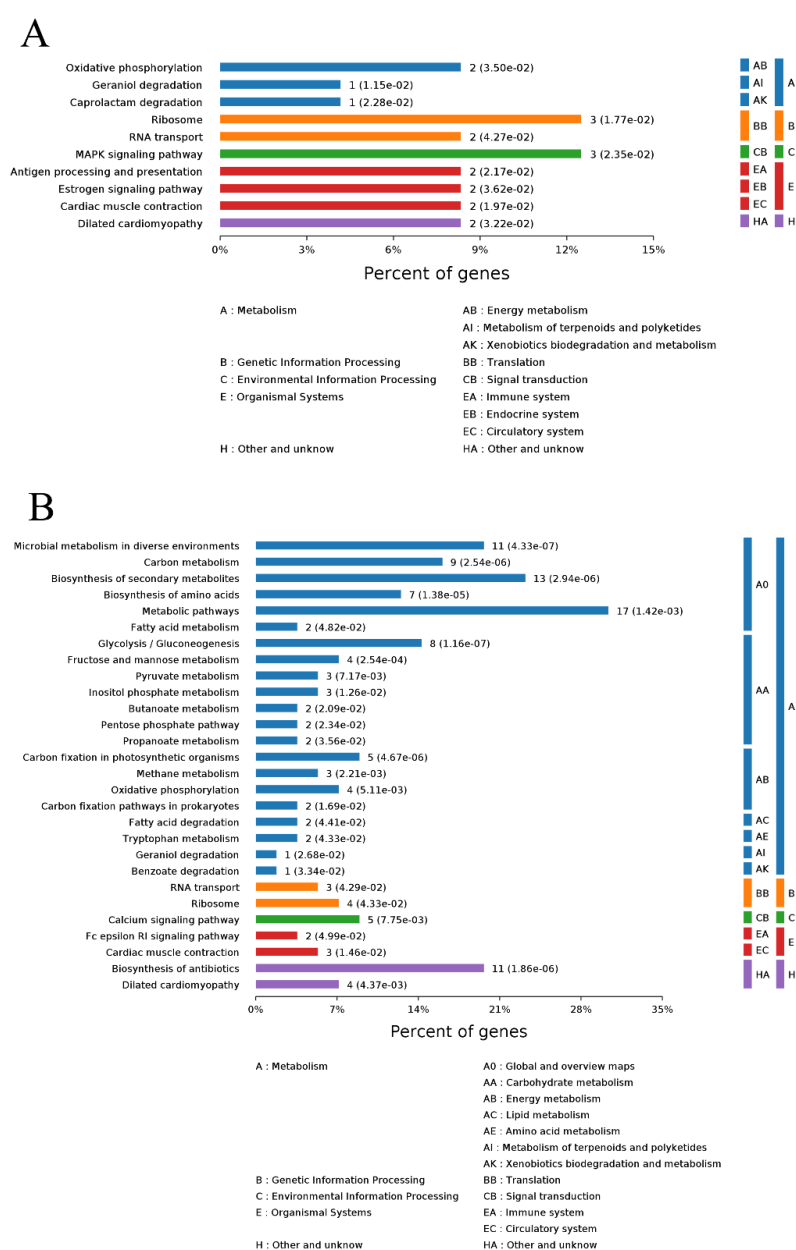 A
Oxidative phosphorylation 2 (3.50e-02) AB
Geraniol degradation 1 (1.15e-02) AI A
Caprolactam degradation 1 (2.28e-02) AK
Ribosome 3 (1.77e-02)
BB B
RNA transport 2 (4.27e-02)
MAPK signaling pathway 3 (2.35e-02) CB C
Antigen processing and presentation 2 (2.17e-02) EA
Estrogen signaling pathway 2 (3.62e-02) EB E
Cardiac muscle contraction 2 (1.97e-02) EC
Dilated cardiomyopathy 2 (3.22e-02) HA H
0% 3% 6% 9% 12% 15%
Percent of genes
A : Metabolism AB : Energy metabolism
AI : Metabolism of terpenoids and polyketides
AK : Xenobiotics biodegradation and metabolism
B : Genetic Information Processing BB : Translation
C : Environmental Information Processing CB : Signal transduction
E : Organismal Systems EA : Immune system
EB : Endocrine system
EC : Circulatory system
H : Other and unknow HA : Other and unknow
B
Microbial metabolism in diverse environments 11 (4.33e-07)
Carbon metabolism 9 (2.54e-06)
Biosynthesis of secondary metabolites 13 (2.94e-06) A0
Biosynthesis of amino acids 7 (1.38e-05)
Metabolic pathways 17 (1.42e-03)
Fatty acid metabolism 2 (4.82e-02)
Glycolysis / Gluconeogenesis 8 (1.16e-07)
Fructose and mannose metabolism 4 (2.54e-04)
Pyruvate metabolism 3 (7.17e-03)
Inositol phosphate metabolism 3 (1.26e-02) AA
Butanoate metabolism 2 (2.09e-02) A
Pentose phosphate pathway 2 (2.34e-02)
Propanoate metabolism 2 (3.56e-02)
Carbon fixation in photosynthetic organisms 5 (4.67e-06)
Methane metabolism 3 (2.21e-03) AB
Oxidative phosphorylation 4 (5.11e-03)
Carbon fixation pathways in prokaryotes 2 (1.69e-02)
Fatty acid degradation 2 (4.41e-02) AC
Tryptophan metabolism 2 (4.33e-02) AE
Geraniol degradation 1 (2.68e-02) AI
Benzoate degradation 1 (3.34e-02) AK
RNA transport 3 (4.29e-02)
BB B
Ribosome 4 (4.33e-02)
Calcium signaling pathway 5 (7.75e-03) CB C
Fc epsilon RI signaling pathway 2 (4.99e-02) EA
E
Cardiac muscle contraction 3 (1.46e-02) EC
Biosynthesis of antibiotics 11 (1.86e-06)
HA H
Dilated cardiomyopathy 4 (4.37e-03)
0% 7% 14% 21% 28% 35%
Percent of genes
A : Metabolism A0 : Global and overview maps
AA : Carbohydrate metabolism
AB : Energy metabolism
AC : Lipid metabolism
AE : Amino acid metabolism
AI : Metabolism of terpenoids and polyketides
AK : Xenobiotics biodegradation and metabolism
B : Genetic Information Processing BB : Translation
C : Environmental Information Processing CB : Signal transduction
E : Organismal Systems EA : Immune system
EC : Circulatory system
H : Other and unknow HA : Other and unknow